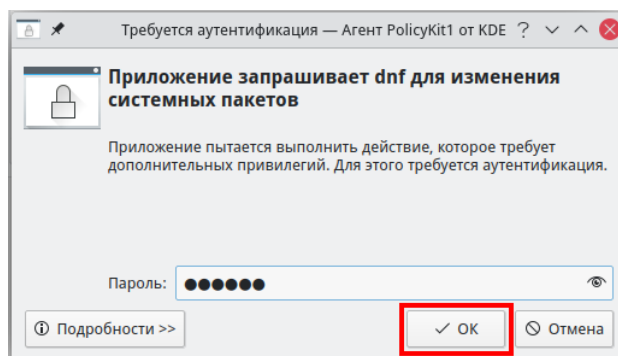 Требуется аутентификация — Агент PolicyKit1 от KDE
Приложение запрашивает dnf для изменения
системных пакетов
Приложение пытается выполнить действие, которое требует
дополнительных привилегий. Для этого требуется аутентификация.
Пароль: ●●●●●●
Подробности >> OK Отмена